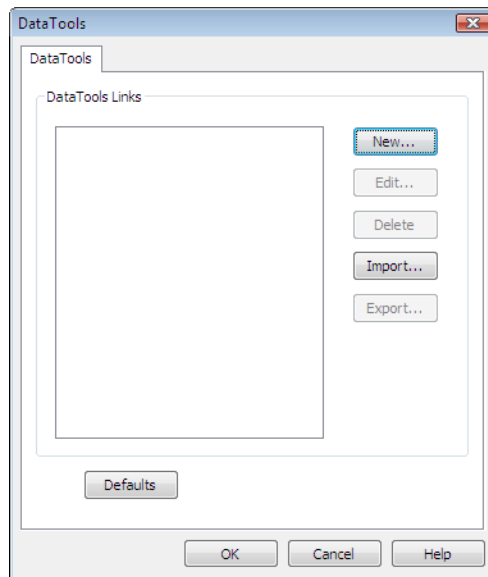 DataTools
DataTools
DataTools Links
New...
Edit...
Delete
Import...
Export...
Defaults
OK Cancel Help